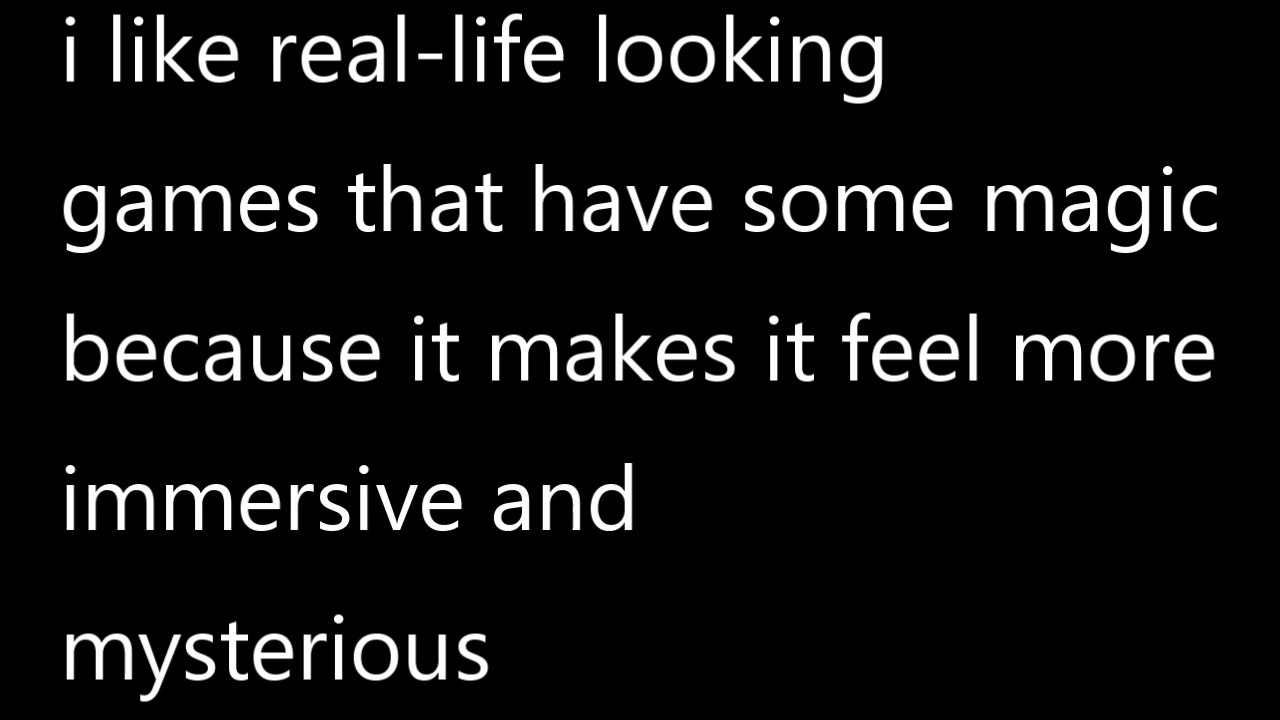 i like real-life looking
games that have some magic
because it makes it feel more
immersive and
mysterious